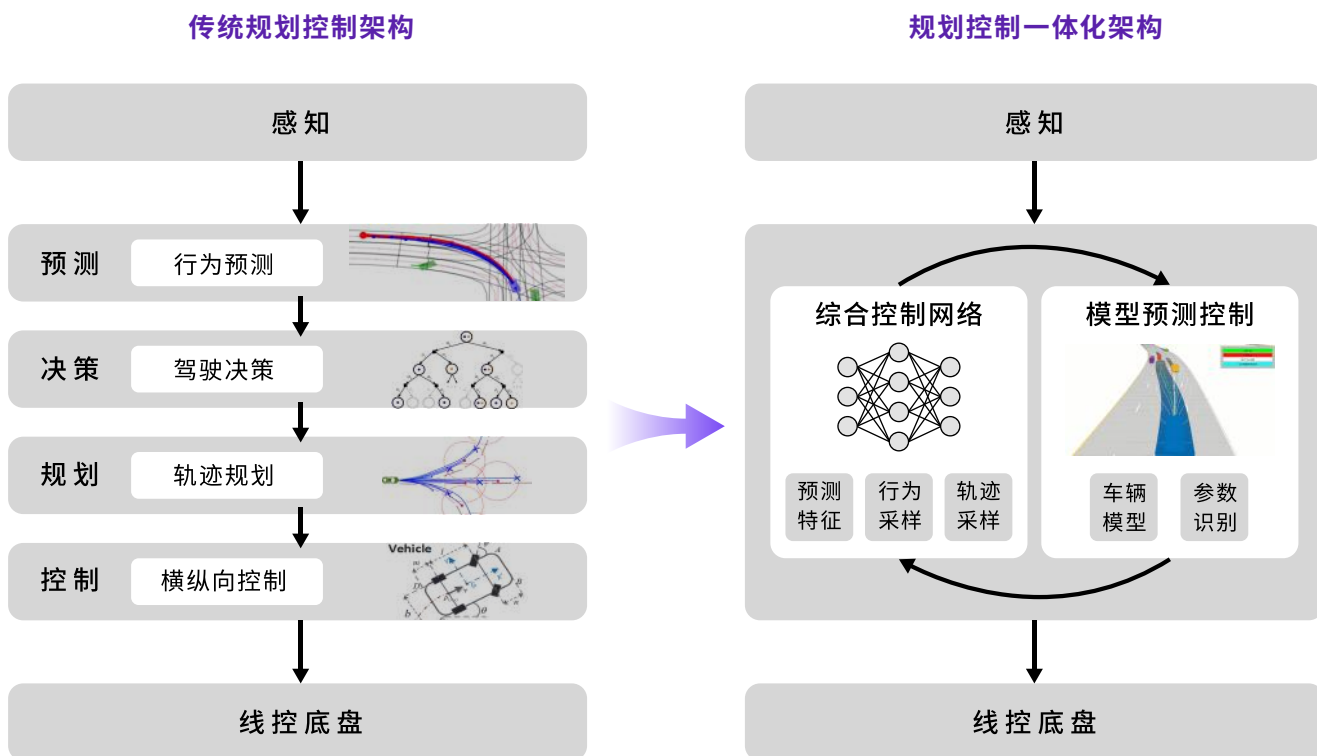 传统规划控制架构
感知
预测
行为预测
决策
驾驶决策
规划
轨迹规划
控制
横纵向控制
Vehicle
线控底盘
规划控制一体化架构
感知
综合控制网络
预测
特征
行为
采样
轨迹
采样
模型预测控制
车辆
模型
参数
识别
线控底盘